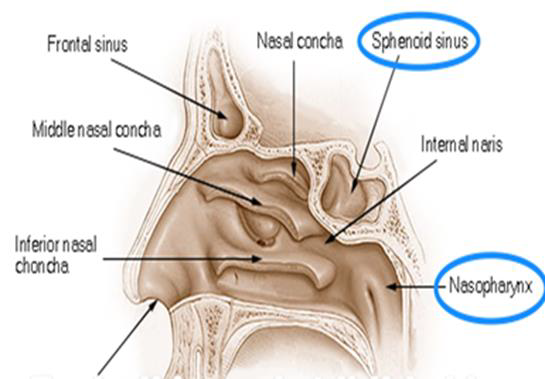 Frontal sinus
Nasal concha
Sphenoid sinus
Middle nasal concha
Internal naris
Inferior nasal
choncha
Nasopharynx